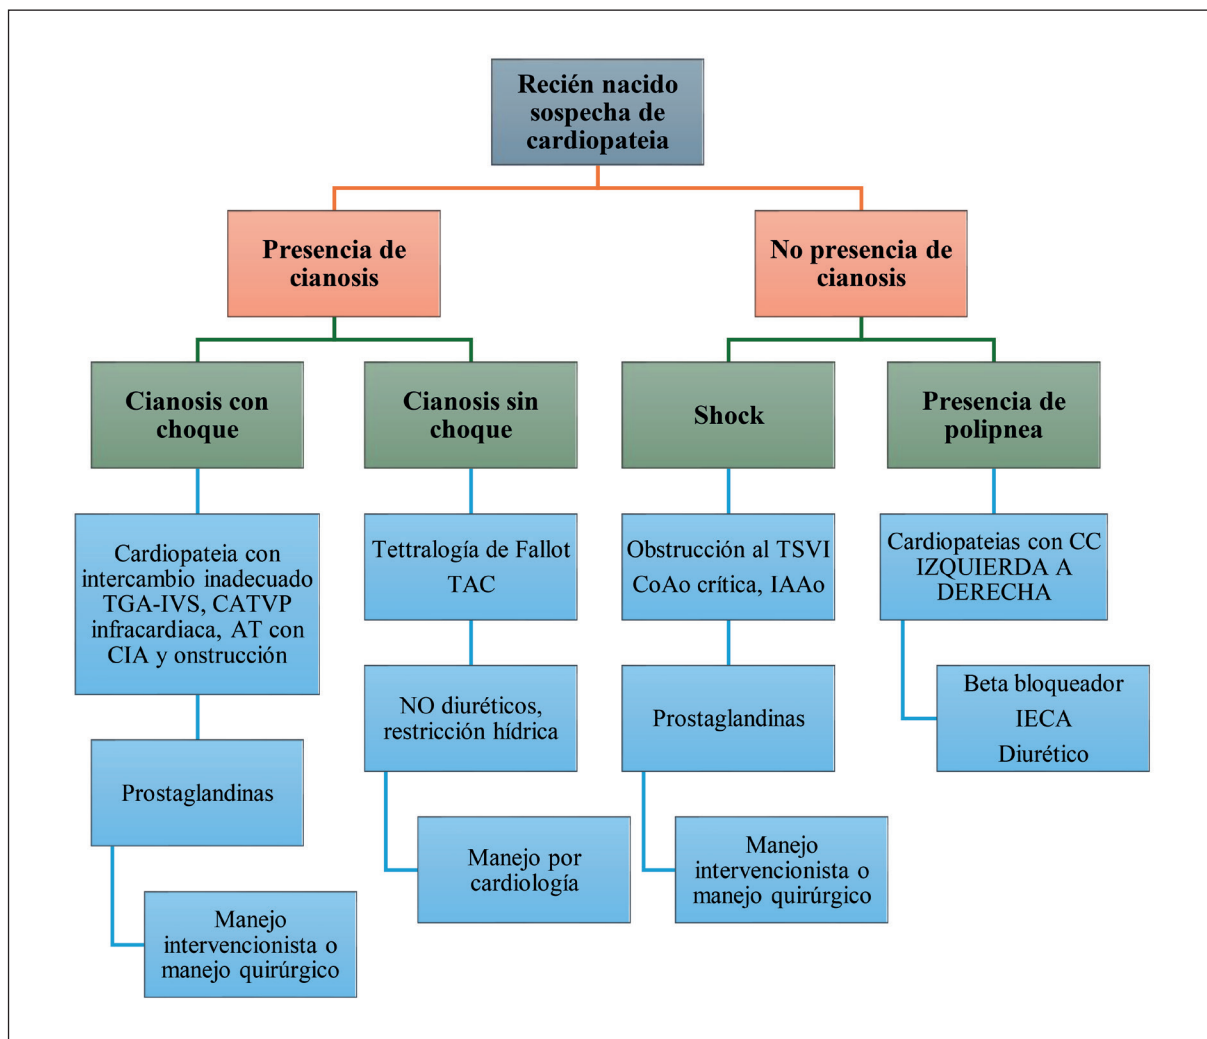 Recién nacido
sospecha de
cardiopateia
Presencia de
cianosis
No presencia de
cianosis
Cianosis con
choque
Cianosis sin
choque
Shock
Presencia de
polipnea
Cardiopateia con
intercambio inadecuado
TGA-IVS, CATVP
infracardiaca, AT con
CIA y onstrucción
Tettralogía de Fallot
TAC
Obstrucción al TSVI
CoAo crítica, IAAo
Cardiopateias con CC
IZQUIERDA A
DERECHA
Prostaglandinas
NO diuréticos,
restricción hídrica
Prostaglandinas
Beta bloqueador
IECA
Diurético
Manejo
intervencionista o
manejo quirúrgico
Manejo por
cardiología
Manejo
intervencionista o
manejo quirúrgico